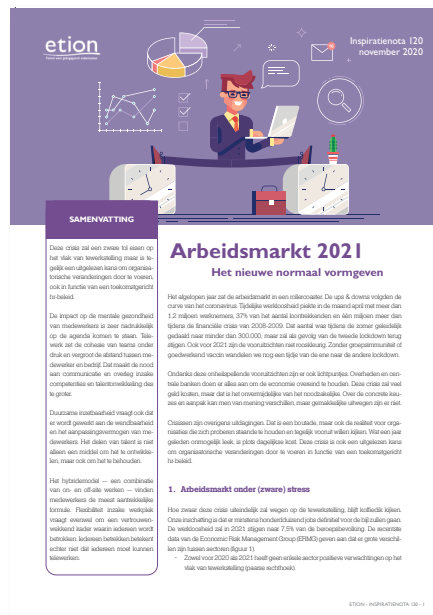 etion
Forum voor geëngageerd ondernemen
Inspiratienota 120
november 2020
SAMENVATTING
Deze crisis zal een zware tol eisen op
het vlak van tewerkstelling maar is te-
gelijk een uitgelezen kans om organisa-
torische veranderingen door te voeren,
ook in functie van een toekomstgericht
hr-beleid.
De impact op de mentale gezondheid
van medewerkers is zeer nadrukkelijk
op de agenda komen te staan. Tele-
werk zet de cohesie van teams onder
druk en vergroot de afstand tussen me-
dewerker en bedrijf. Dat maakt de nood
aan communicatie en overleg inzake
competenties en talentontwikkeling des
te groter.
Duurzame inzetbaarheid vraagt ook dat
er wordt gewerkt aan de wendbaarheid
en het aanpassingsvermogen van me-
dewerkers. Het delen van talent is niet
alleen een middel om het te ontwikke-
len, maar ook om het te behouden.
Het hybridemodel — een combinatie
van on- en off-site werken — vinden
medewerkers de meest aantrekkelijke
formule. Flexibiliteit inzake werkplek
vraagt evenwel om een vertrouwen-
wekkend kader waarin iedereen wordt
betrokken. Iedereen betrekken betekent
echter niet dat iedereen moet kunnen
telewerken.
Arbeidsmarkt 2021
Het nieuwe normaal vormgeven
Het afgelopen jaar zat de arbeidsmarkt in een rollercoaster. De ups & downs volgden de
curve van het coronavirus. Tijdelijke werkloosheid piekte in de maand april met meer dan
1,2 miljoen werknemers, 37% van het aantal loontrekkenden en één miljoen meer dan
tijdens de financiële crisis van 2008-2009. Dat aantal was tijdens de zomer geleidelijk
gedaald naar minder dan 300.000, maar zal als gevolg van de tweede lockdown terug
stijgen. Ook voor 2021 zijn de vooruitzichten niet rooskleurig. Zonder groepsimmuniteit of
goedwerkend vaccin wandelen we nog een tijdje van de ene naar de andere lockdown.
Ondanks deze onheilspellende vooruitzichten zijn er ook lichtpuntjes. Overheden en cen-
trale banken doen er alles aan om de economie overeind te houden. Deze crisis zal veel
geld kosten, maar dat is het onvermijdelijke van het noodzakelijke. Over de concrete keu-
zes en aanpak kan men van mening verschillen, maar gemakkelijke uitwegen zijn er niet.
Crisissen zijn overigens uitdagingen. Dat is een boutade, maar ook de realiteit voor orga-
nisaties die zich proberen staande te houden en tegelijk vooruit willen kijken. Wat een jaar
geleden onmogelijk leek, is plots dagelijkse kost. Deze crisis is ook een uitgelezen kans
om organisatorische veranderingen door te voeren in functie van een toekomstgericht
hr-beleid.
1. Arbeidsmarkt onder (zware) stress
Hoe zwaar deze crisis uiteindelijk zal wegen op de tewerkstelling, blijft koffiedik kijken.
Onze inschatting is dat er minstens honderdduizend jobs definitief voor de bijl zullen gaan.
De werkloosheid zal in 2021 stijgen naar 7,5% van de beroepsbevolking. De recentste
data van de Economic Risk Management Group (ERMG) geven aan dat er grote verschil-
len zijn tussen sectoren (figuur 1).
- Zowel voor 2020 als 2021 heeft geen enkele sector positieve verwachtingen op het
vlak van tewerkstelling (paarse rechthoek).
ETION - INSPIRATIENOTA 120 - 1